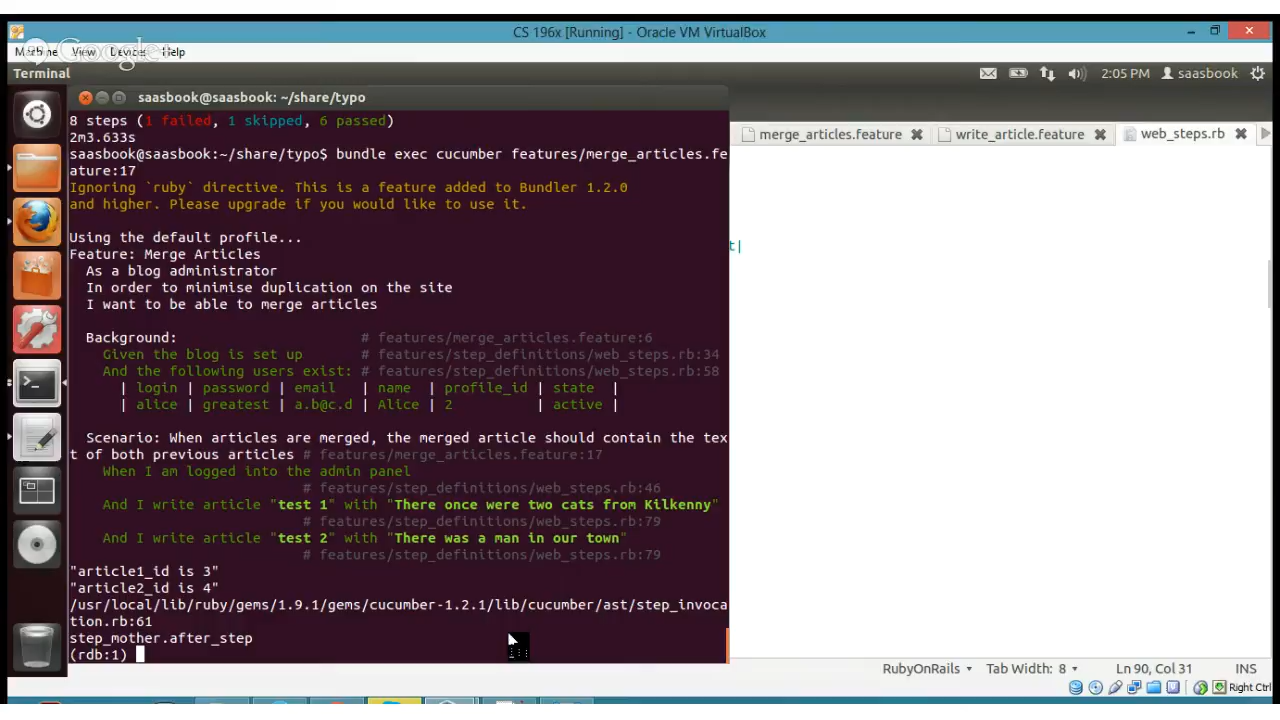 CS 196x [Running] - Oracle VM VirtualBox
Machine View Devices Help
Google
Terminal
2:05 PM saasbook
saasbook@saasbook: ~/share/typo
merge_articles.feature write_article.feature web_steps.rb
8 steps (1 failed, 1 skipped, 6 passed)
2m3.633s
saasbook@saasbook:~/share/typo$ bundle exec cucumber features/merge_articles.fe
ature:17
Ignoring `ruby` directive. This is a feature added to Bundler 1.2.0
and higher. Please upgrade if you would like to use it.
Using the default profile...
Feature: Merge Articles
As a blog administrator
In order to minimise duplication on the site
I want to be able to merge articles
Background: # features/merge_articles.feature:6
Given the blog is set up # features/step_definitions/web_steps.rb:34
And the following users exist: # features/step_definitions/web_steps.rb:58
| login | password | email | name | profile_id | state |
| alice | greatest | a.b@c.d | Alice | 2 | active |
Scenario: When articles are merged, the merged article should contain the tex
t of both previous articles # features/merge_articles.feature:17
When I am logged into the admin panel
# features/step_definitions/web_steps.rb:46
And I write article "test 1" with "There once were two cats from Kilkenny"
# features/step_definitions/web_steps.rb:79
And I write article "test 2" with "There was a man in our town"
# features/step_definitions/web_steps.rb:79
"article1_id is 3"
"article2_id is 4"
/usr/local/lib/ruby/gems/1.9.1/gems/cucumber-1.2.1/lib/cucumber/ast/step_invoca
tion.rb:61
step_mother.after_step
(rdb:1)
t|
RubyOnRails Tab Width: 8 Ln 90, Col 31 INS
Right Ctrl